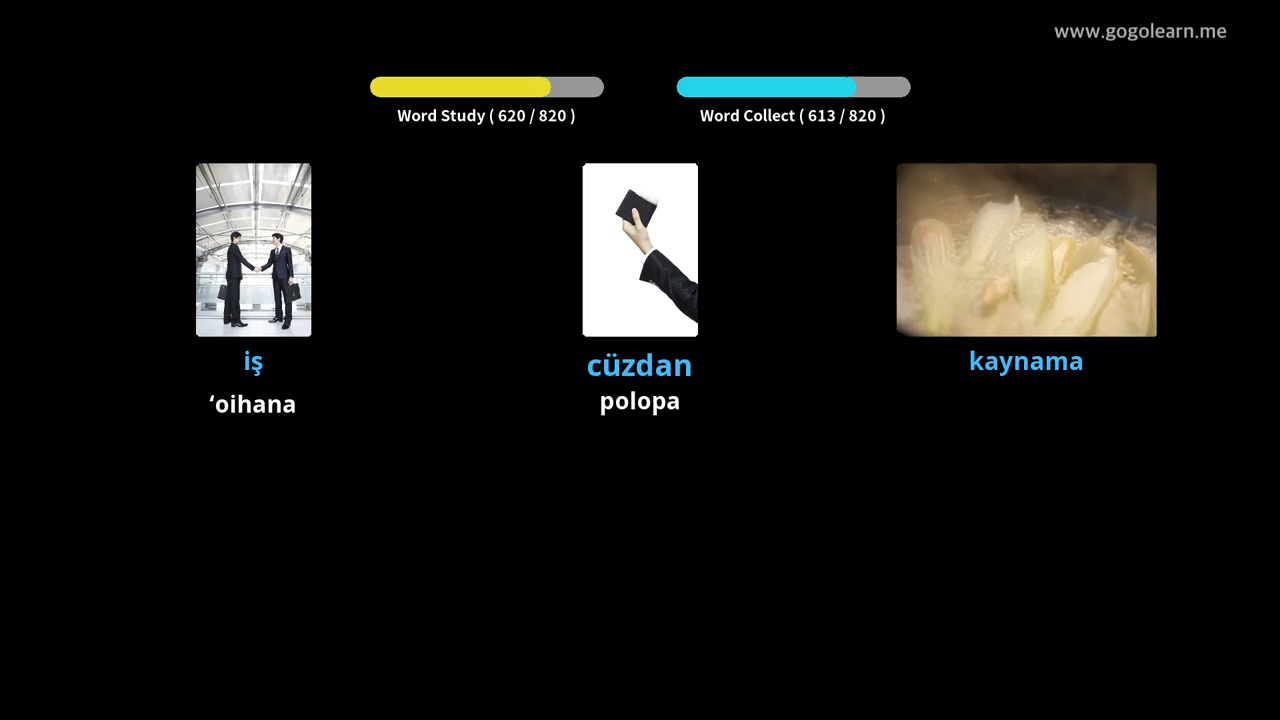 www.gogolearn.me
Word Study ( 620 / 820 )
Word Collect ( 613 / 820 )
iş
ʻoihana
cüzdan
polopa
kaynama